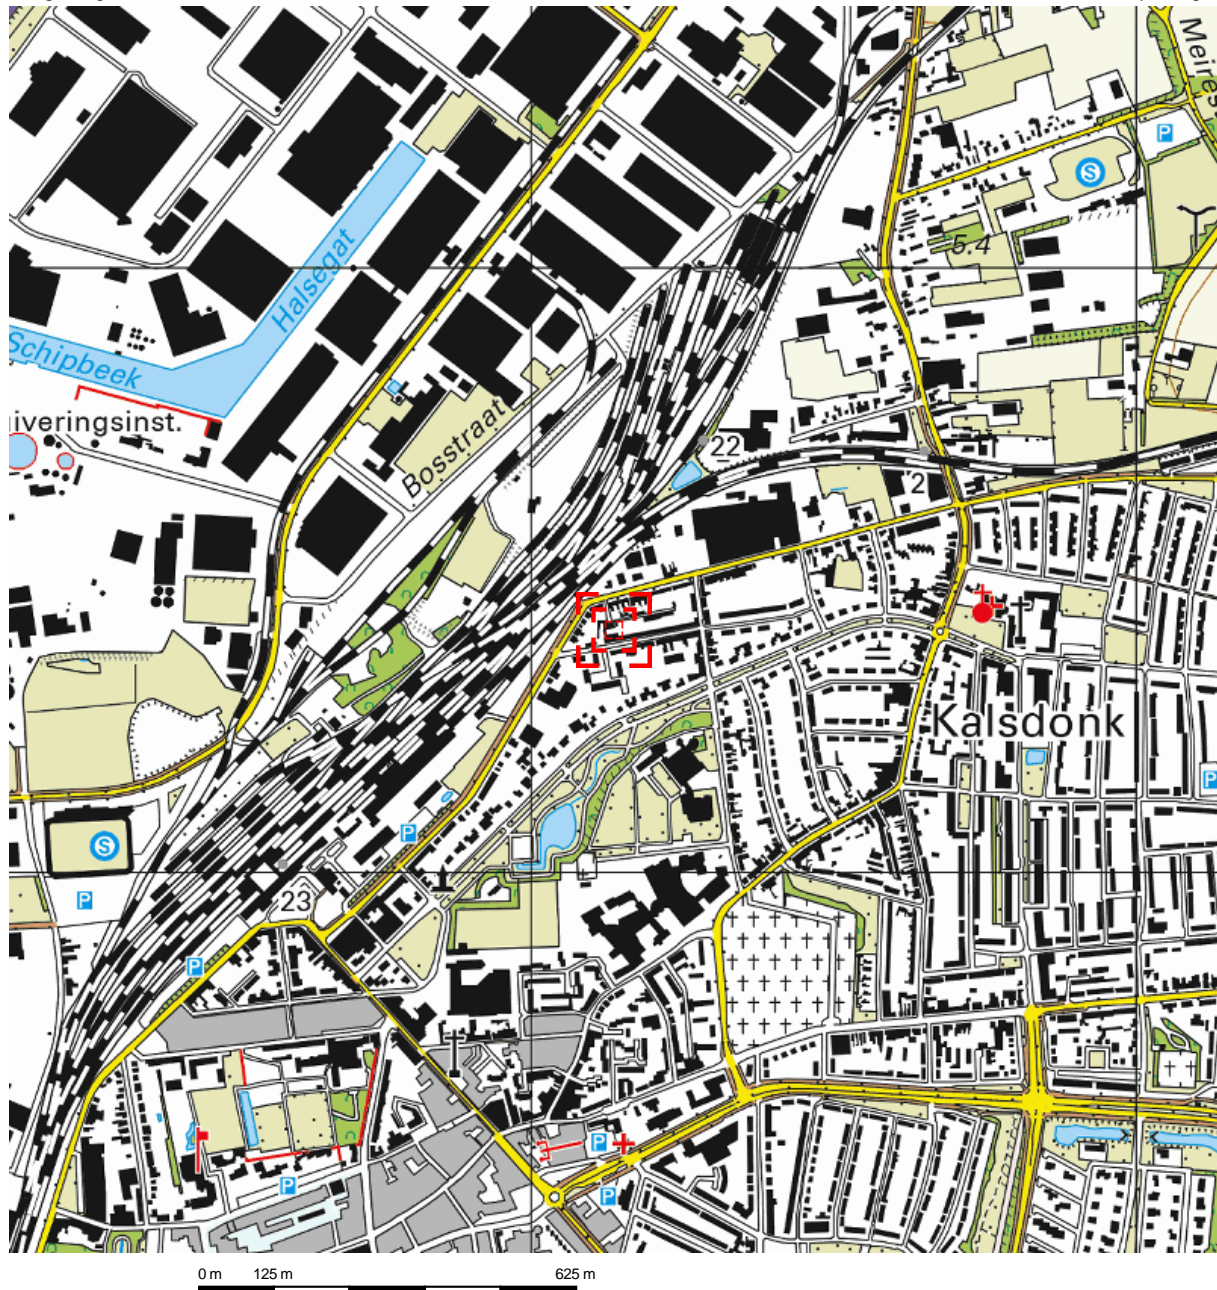 Meires
P
S
5.4
Halsegat
Schipbeek
iveringsinst.
Bosstraat
22
2
Kalsdonk
P
P
S
P
23
P
P
P
P
0 m 125 m 625 m